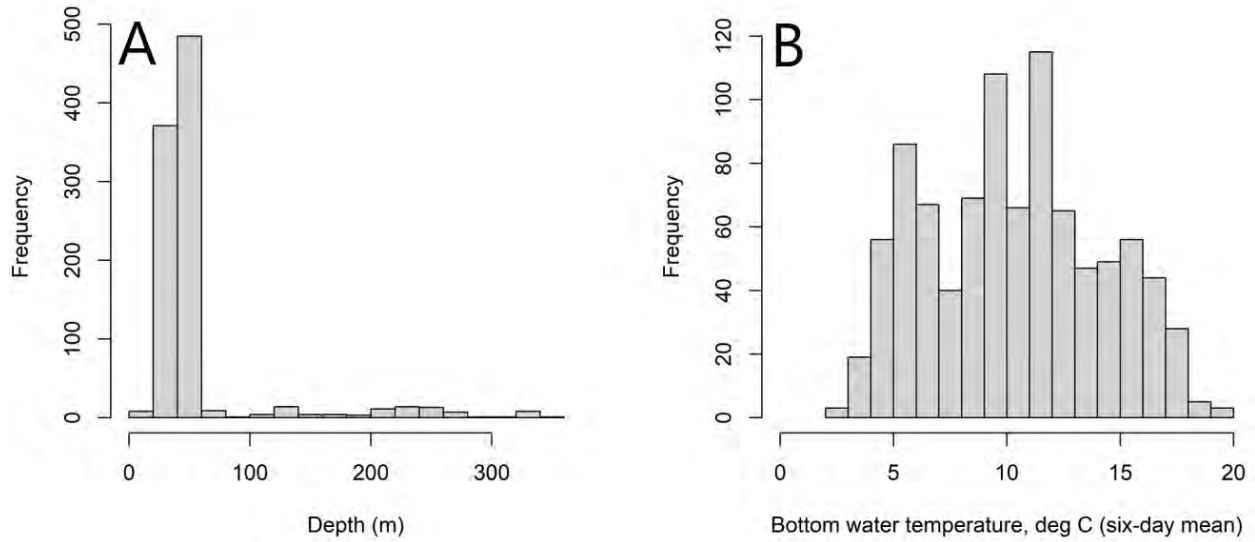 A
Frequency
500
400
300
200
100
0
0 100 200 300
Depth (m)
B
Frequency
120
100
80
60
40
20
0
0 5 10 15 20
Bottom water temperature, deg C (six-day mean)